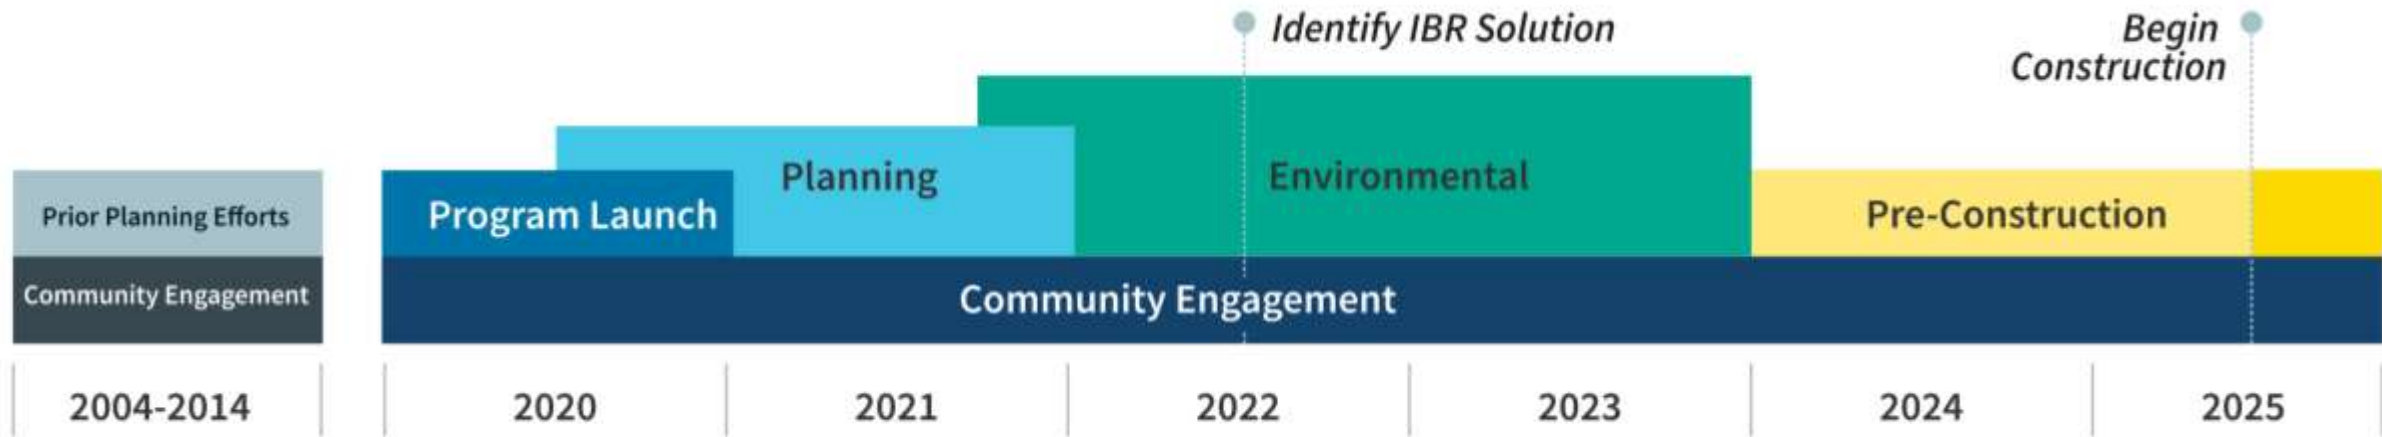 Identify IBR Solution
Begin
Construction
Planning
Environmental
Prior Planning Efforts
Program Launch
Pre-Construction
Community Engagement
Community Engagement
2004-2014
2020
2021
2022
2023
2024
2025